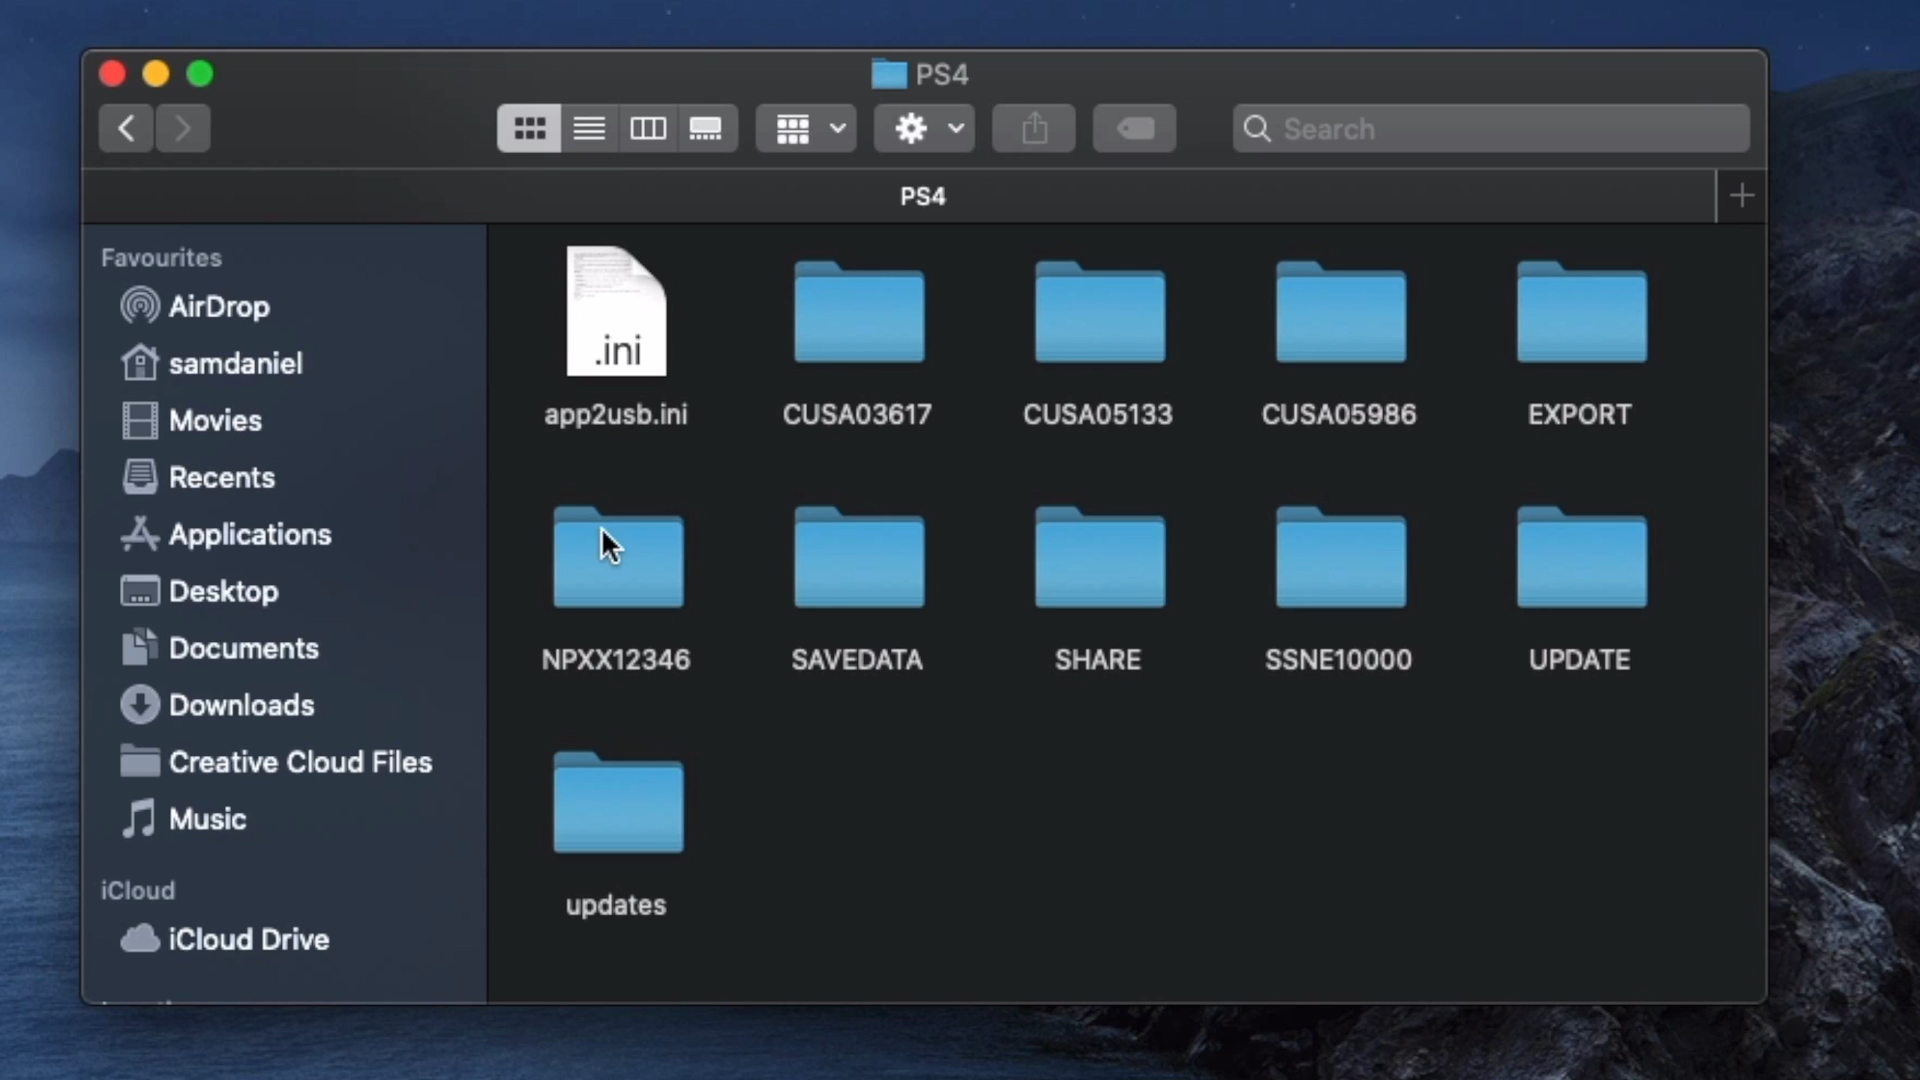 PS4
Search
PS4
Favourites
AirDrop
samdaniel
Movies
Recents
Applications
Desktop
Documents
Downloads
Creative Cloud Files
Music
iCloud
iCloud Drive
.ini
app2usb.ini
CUSA03617
CUSA05133
CUSA05986
EXPORT
NPXX12346
SAVEDATA
SHARE
SSNE10000
UPDATE
updates